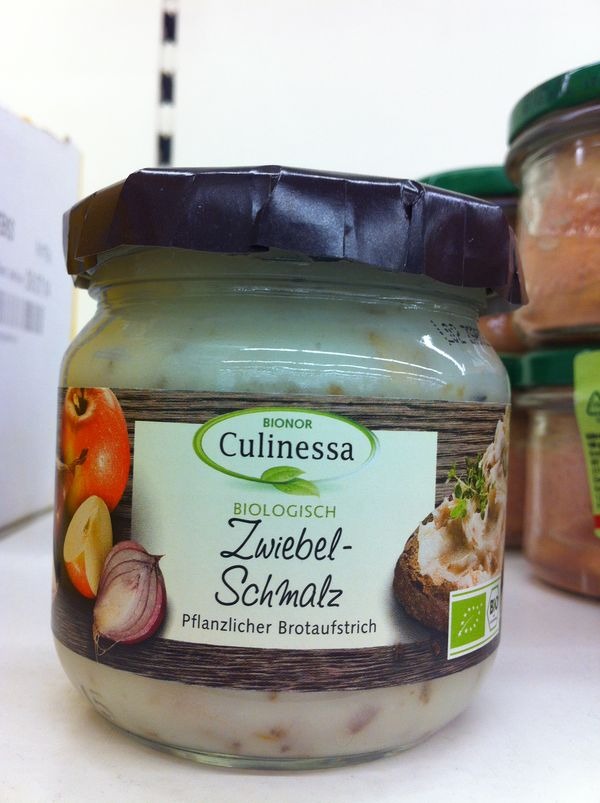 BIONOR
Culinessa
BIOLOGISCH
Zwiebel-
Schmalz
Pflanzlicher Brotaufstrich